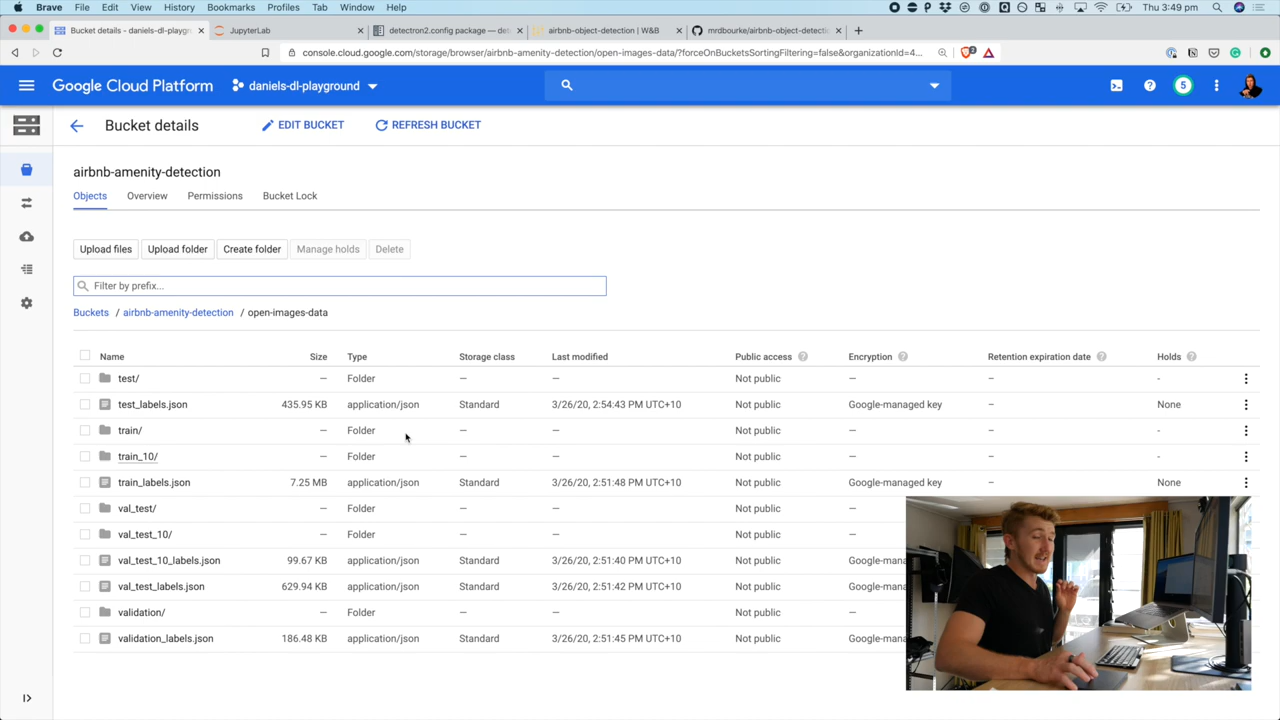 Brave File Edit View History Bookmarks Profiles Tab Window Help Thu 3:49 pm
Bucket details - daniels-dl-playgr JupyterLab detectron2.config package — det airbnb-object-detection | W&B mrdbourke/airbnb-object-detecti
console.cloud.google.com/storage/browser/airbnb-amenity-detection/open-images-data/?forceOnBucketsSortingFiltering=false&organizationId=4...
Google Cloud Platform daniels-dl-playground 5
Bucket details EDIT BUCKET REFRESH BUCKET
airbnb-amenity-detection
Objects Overview Permissions Bucket Lock
Upload files Upload folder Create folder Manage holds Delete
Filter by prefix...
Buckets / airbnb-amenity-detection / open-images-data
Name Size Type Storage class Last modified Public access Encryption Retention expiration date Holds
test/ — Folder — — Not public — — -
test_labels.json 435.95 KB application/json Standard 3/26/20, 2:54:43 PM UTC+10 Not public Google-managed key — None
train/ — Folder — — Not public — — -
train_10/ — Folder — — Not public — — -
train_labels.json 7.25 MB application/json Standard 3/26/20, 2:51:48 PM UTC+10 Not public Google-managed key — None
val_test/ — Folder — — Not public —
val_test_10/ — Folder — — Not public —
val_test_10_labels.json 99.67 KB application/json Standard 3/26/20, 2:51:40 PM UTC+10 Not public Google-mana
val_test_labels.json 629.94 KB application/json Standard 3/26/20, 2:51:42 PM UTC+10 Not public Google-mana
validation/ — Folder — — Not public —
validation_labels.json 186.48 KB application/json Standard 3/26/20, 2:51:45 PM UTC+10 Not public Google-mana